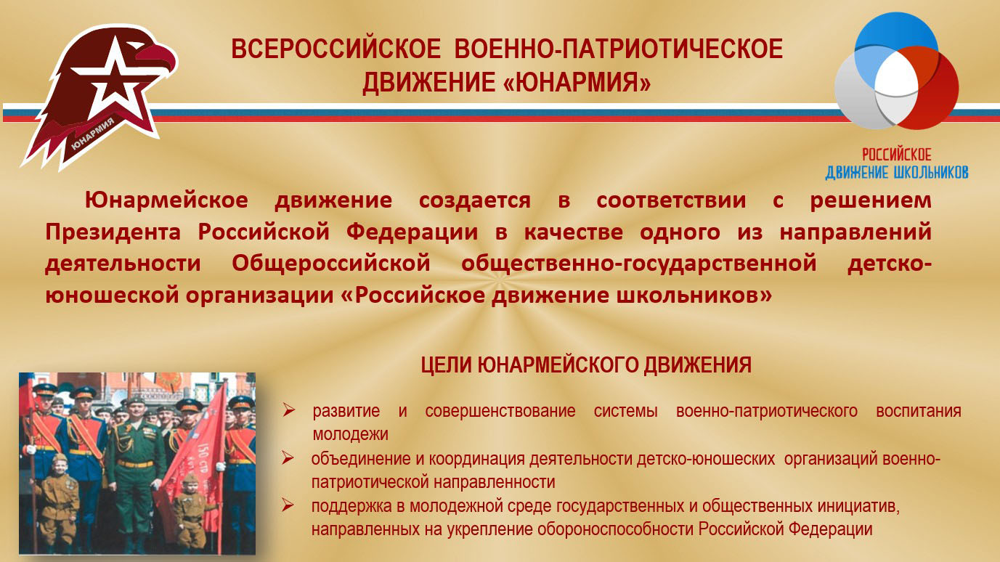 ВСЕРОССИЙСКОЕ ВОЕННО-ПАТРИОТИЧЕСКОЕ
ДВИЖЕНИЕ «ЮНАРМИЯ»
ЮНАРМИЯ
РОССИЙСКОЕ
ДВИЖЕНИЕ ШКОЛЬНИКОВ
Юнармейское движение создается в соответствии с решением
Президента Российской Федерации в качестве одного из направлений
деятельности Общероссийской общественно-государственной детско-
юношеской организации «Российское движение школьников»
ЦЕЛИ ЮНАРМЕЙСКОГО ДВИЖЕНИЯ
развитие и совершенствование системы военно-патриотического воспитания
молодежи
объединение и координация деятельности детско-юношеских организаций военно-
патриотической направленности
поддержка в молодежной среде государственных и общественных инициатив,
направленных на укрепление обороноспособности Российской Федерации